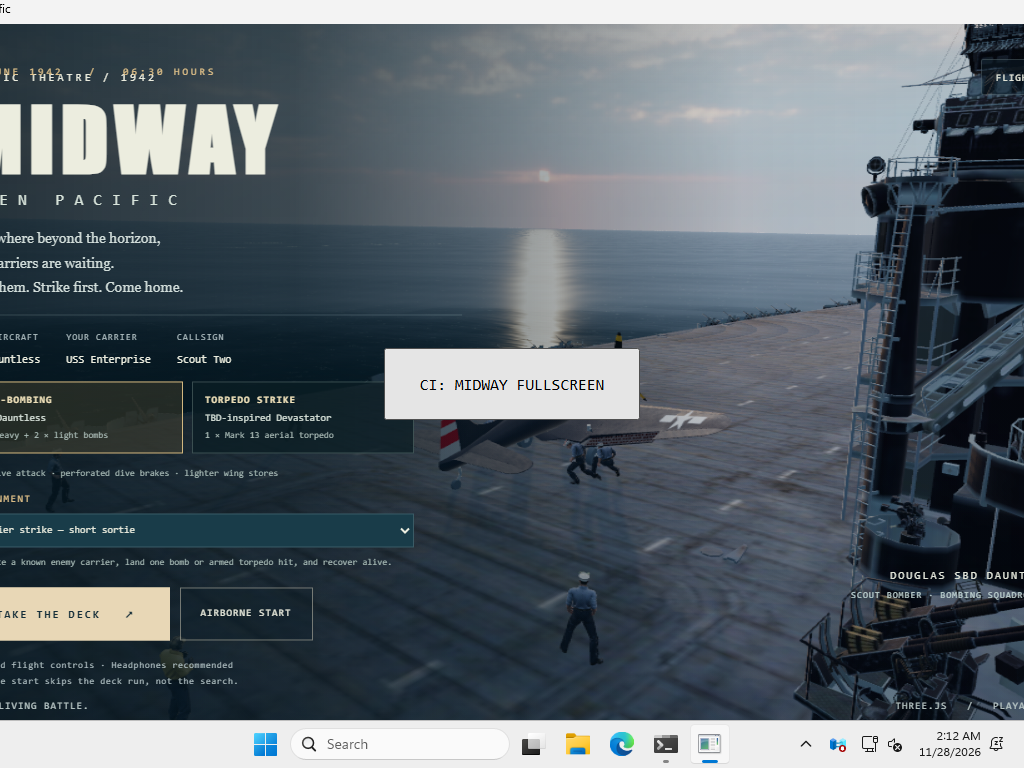 fic
UNE 1942 / 06:30 HOURS
IC THEATRE / 1942
MIDWAY
EN PACIFIC
where beyond the horizon,
arriers are waiting.
hem. Strike first. Come home.
IRCRAFT YOUR CARRIER CALLSIGN
untless USS Enterprise Scout Two
-BOMBING
Dauntless
eavy + 2 × light bombs
TORPEDO STRIKE
TBD-inspired Devastator
1 × Mark 13 aerial torpedo
ive attack · perforated dive brakes · lighter wing stores
NMENT
ier strike — short sortie
ke a known enemy carrier, land one bomb or armed torpedo hit, and recover alive.
TAKE THE DECK ↗
AIRBORNE START
d flight controls · Headphones recommended
e start skips the deck run, not the search.
LIVING BATTLE.
CI: MIDWAY FULLSCREEN
FLIGH
DOUGLAS SBD DAUNT
SCOUT BOMBER · BOMBING SQUADR
THREE.JS / PLAYA
Search
2:12 AM
11/28/2026